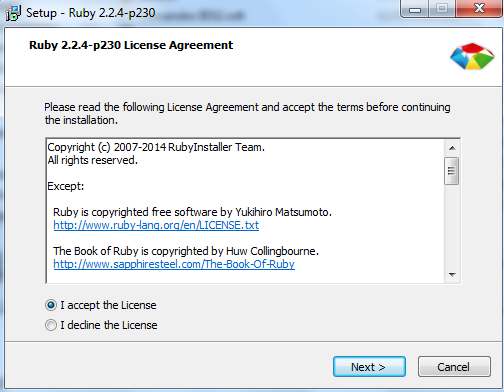 Setup - Ruby 2.2.4-p230
Ruby 2.2.4-p230 License Agreement
Please read the following License Agreement and accept the terms before continuing
the installation.
Copyright (c) 2007-2014 RubyInstaller Team.
All rights reserved.
Except:
Ruby is copyrighted free software by Yukihiro Matsumoto.
http://www.ruby-lang.org/en/LICENSE.txt
The Book of Ruby is copyrighted by Huw Collingbourne.
http://www.sapphiresteel.com/The-Book-Of-Ruby
I accept the License
I decline the License
Next >
Cancel